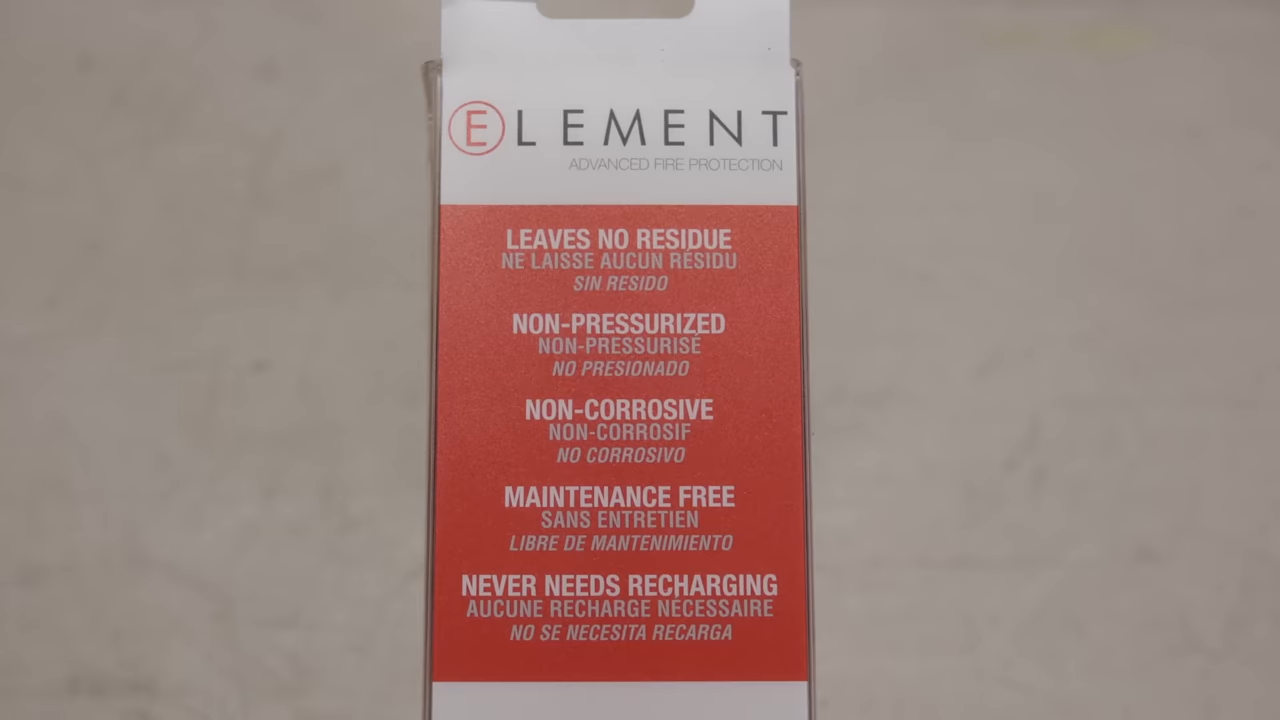 ELEMENT
ADVANCED FIRE PROTECTION
LEAVES NO RESIDUE
NE LAISSE AUCUN RÉSIDU
SIN RESIDO
NON-PRESSURIZED
NON-PRESSURISÉ
NO PRESIONADO
NON-CORROSIVE
NON-CORROSIF
NO CORROSIVO
MAINTENANCE FREE
SANS ENTRETIEN
LIBRE DE MANTENIMIENTO
NEVER NEEDS RECHARGING
AUCUNE RECHARGE NÉCESSAIRE
NO SE NECESITA RECARGA